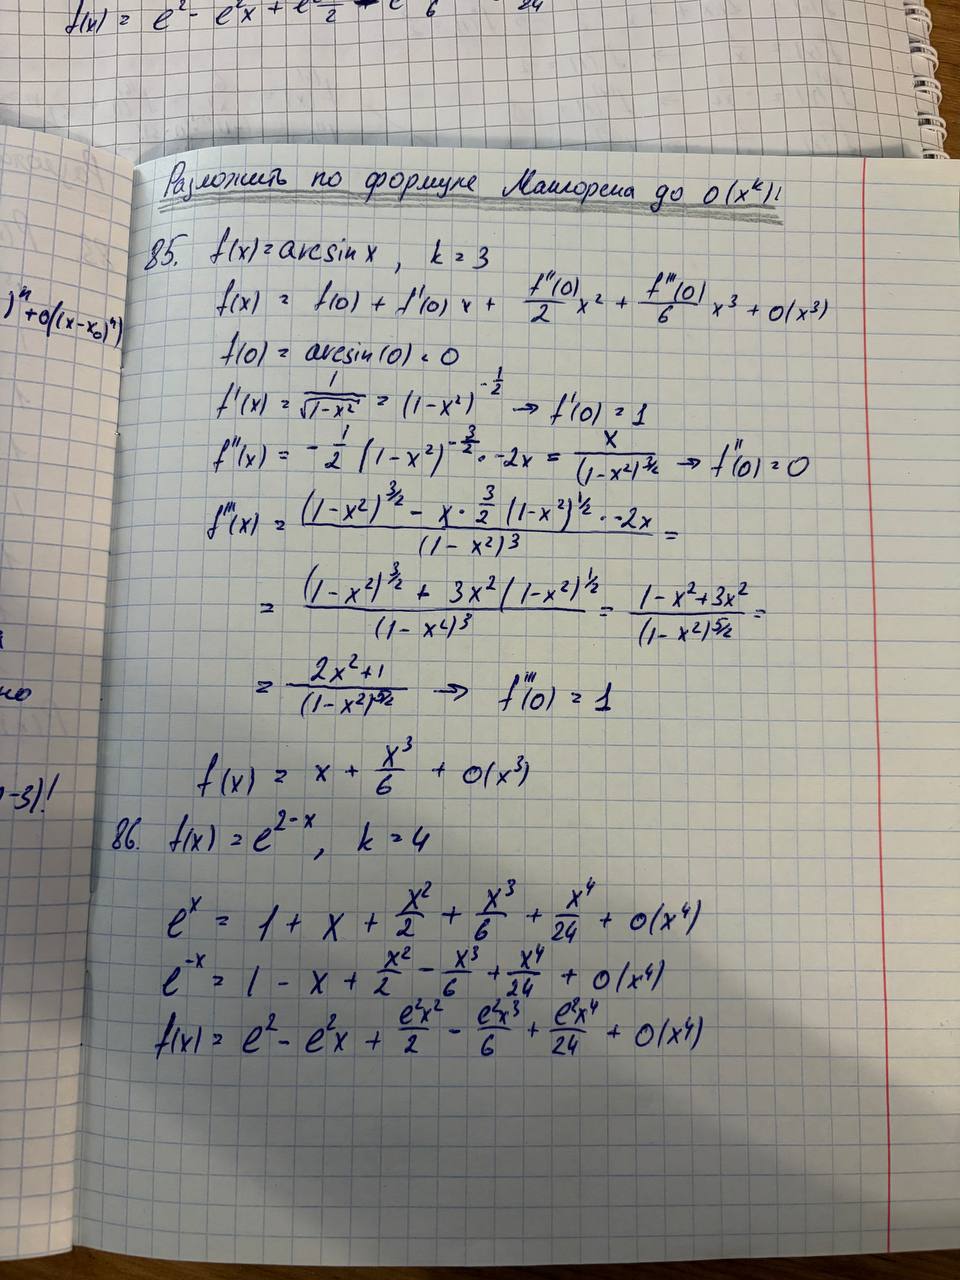 f(x) = e² - e²x +
)ⁿ + o((x-x₀)ⁿ)
но
-3)!
Разложить по формуле Маклорена до o(xᵏ):
85. f(x) = arcsin x , k = 3
f(x) = f(0) + f'(0) x + f''(0)/2 x² + f'''(0)/6 x³ + o(x³)
f(0) = arcsin(0) = 0
f'(x) = 1/√(1-x²) = (1-x²)^(-1/2) → f'(0) = 1
f''(x) = -1/2 (1-x²)^(-3/2) · -2x = x/(1-x²)^(3/2) → f''(0) = 0
f'''(x) = ((1-x²)^(3/2) - x · 3/2 (1-x²)^(1/2) · -2x)/(1-x²)³ =
= ((1-x²)^(3/2) + 3x² (1-x²)^(1/2))/(1-x²)³ = (1-x²+3x²)/(1-x²)^(5/2) =
= (2x²+1)/(1-x²)^(5/2) → f'''(0) = 1
f(x) = x + x³/6 + o(x³)
86. f(x) = e^(2-x) , k = 4
eˣ = 1 + x + x²/2 + x³/6 + x⁴/24 + o(x⁴)
e⁻ˣ = 1 - x + x²/2 - x³/6 + x⁴/24 + o(x⁴)
f(x) = e² - e²x + e²x²/2 - e²x³/6 + e²x⁴/24 + o(x⁴)